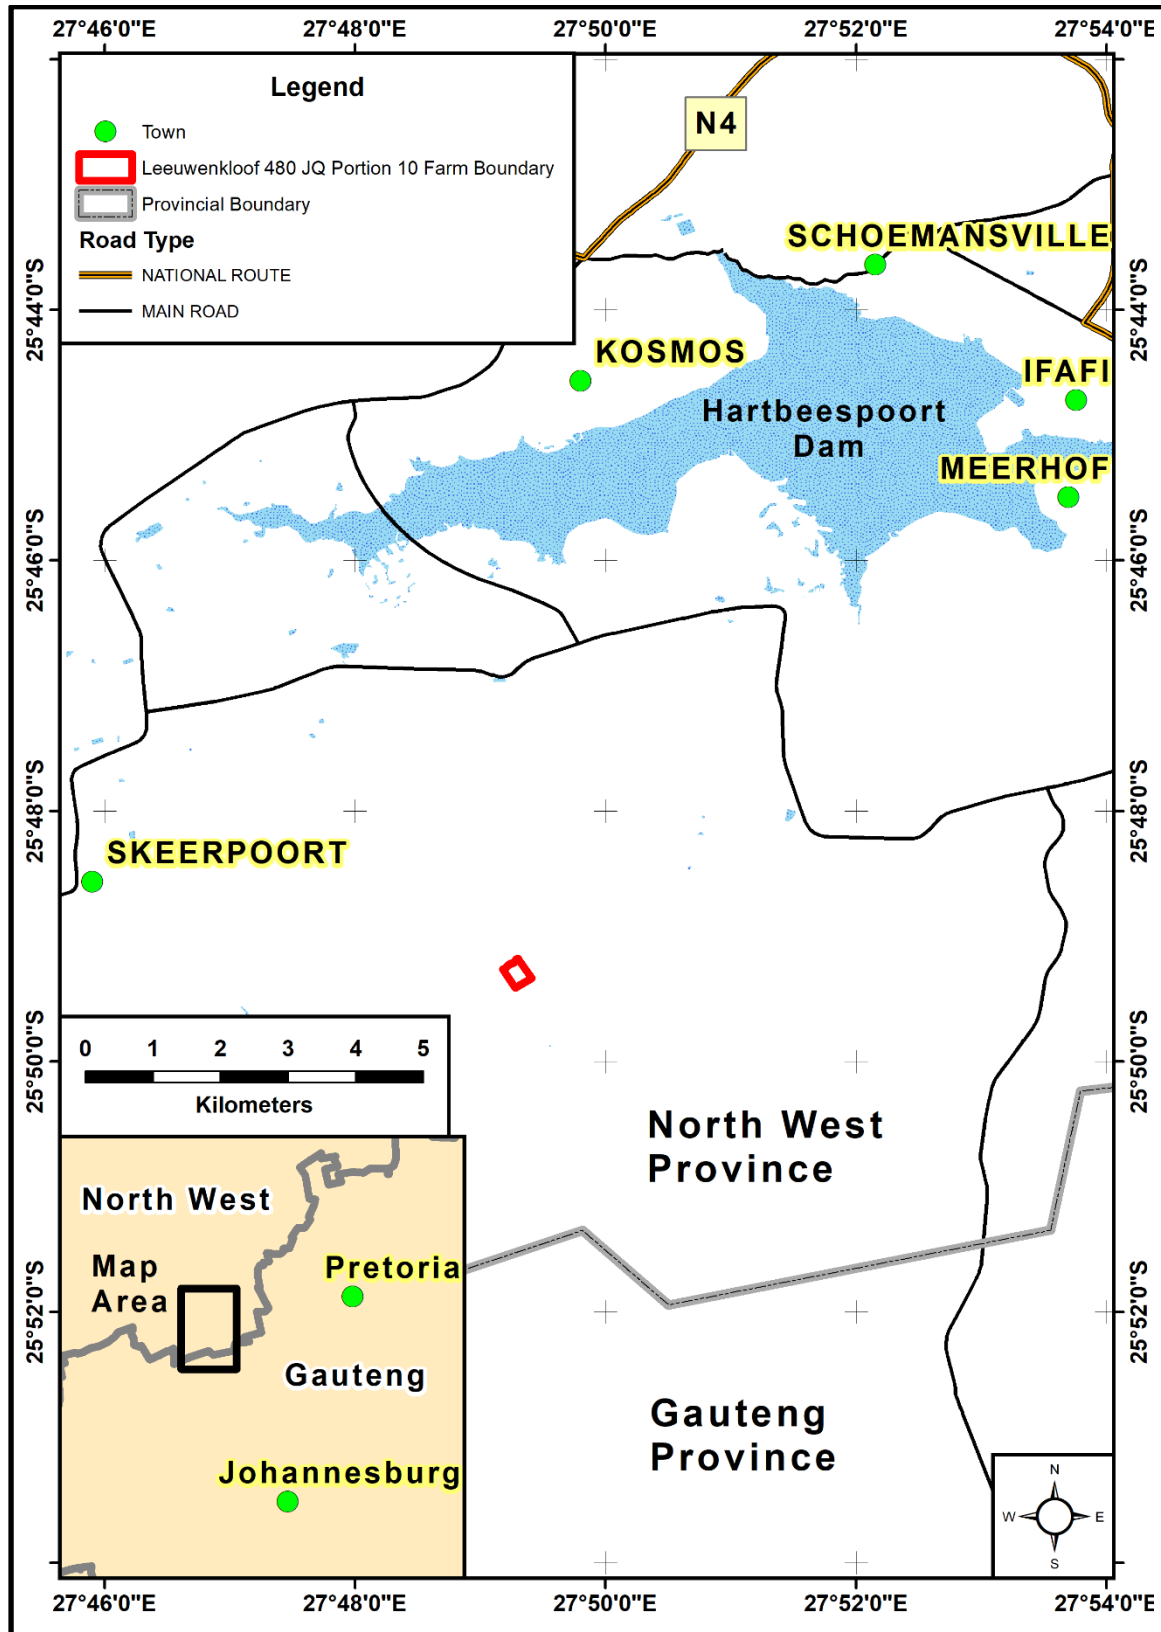 27°46'0"E 27°48'0"E 27°50'0"E 27°52'0"E 27°54'0"E
Legend
Town
Leeuwenkloof 480 JQ Portion 10 Farm Boundary
Provincial Boundary
Road Type
NATIONAL ROUTE
MAIN ROAD
N4
SCHOEMANSVILLE
25°44'0"S
25°44'0"S
KOSMOS
IFAFI
Hartbeespoort
Dam
MEERHOF
25°46'0"S
25°46'0"S
25°48'0"S
25°48'0"S
SKEERPOORT
25°50'0"S
25°50'0"S
0 1 2 3 4 5
Kilometers
North West
Province
North West
Map
Area
Pretoria
Gauteng
Johannesburg
25°52'0"S
25°52'0"S
Gauteng
Province
N
W E
S
27°46'0"E 27°48'0"E 27°50'0"E 27°52'0"E 27°54'0"E